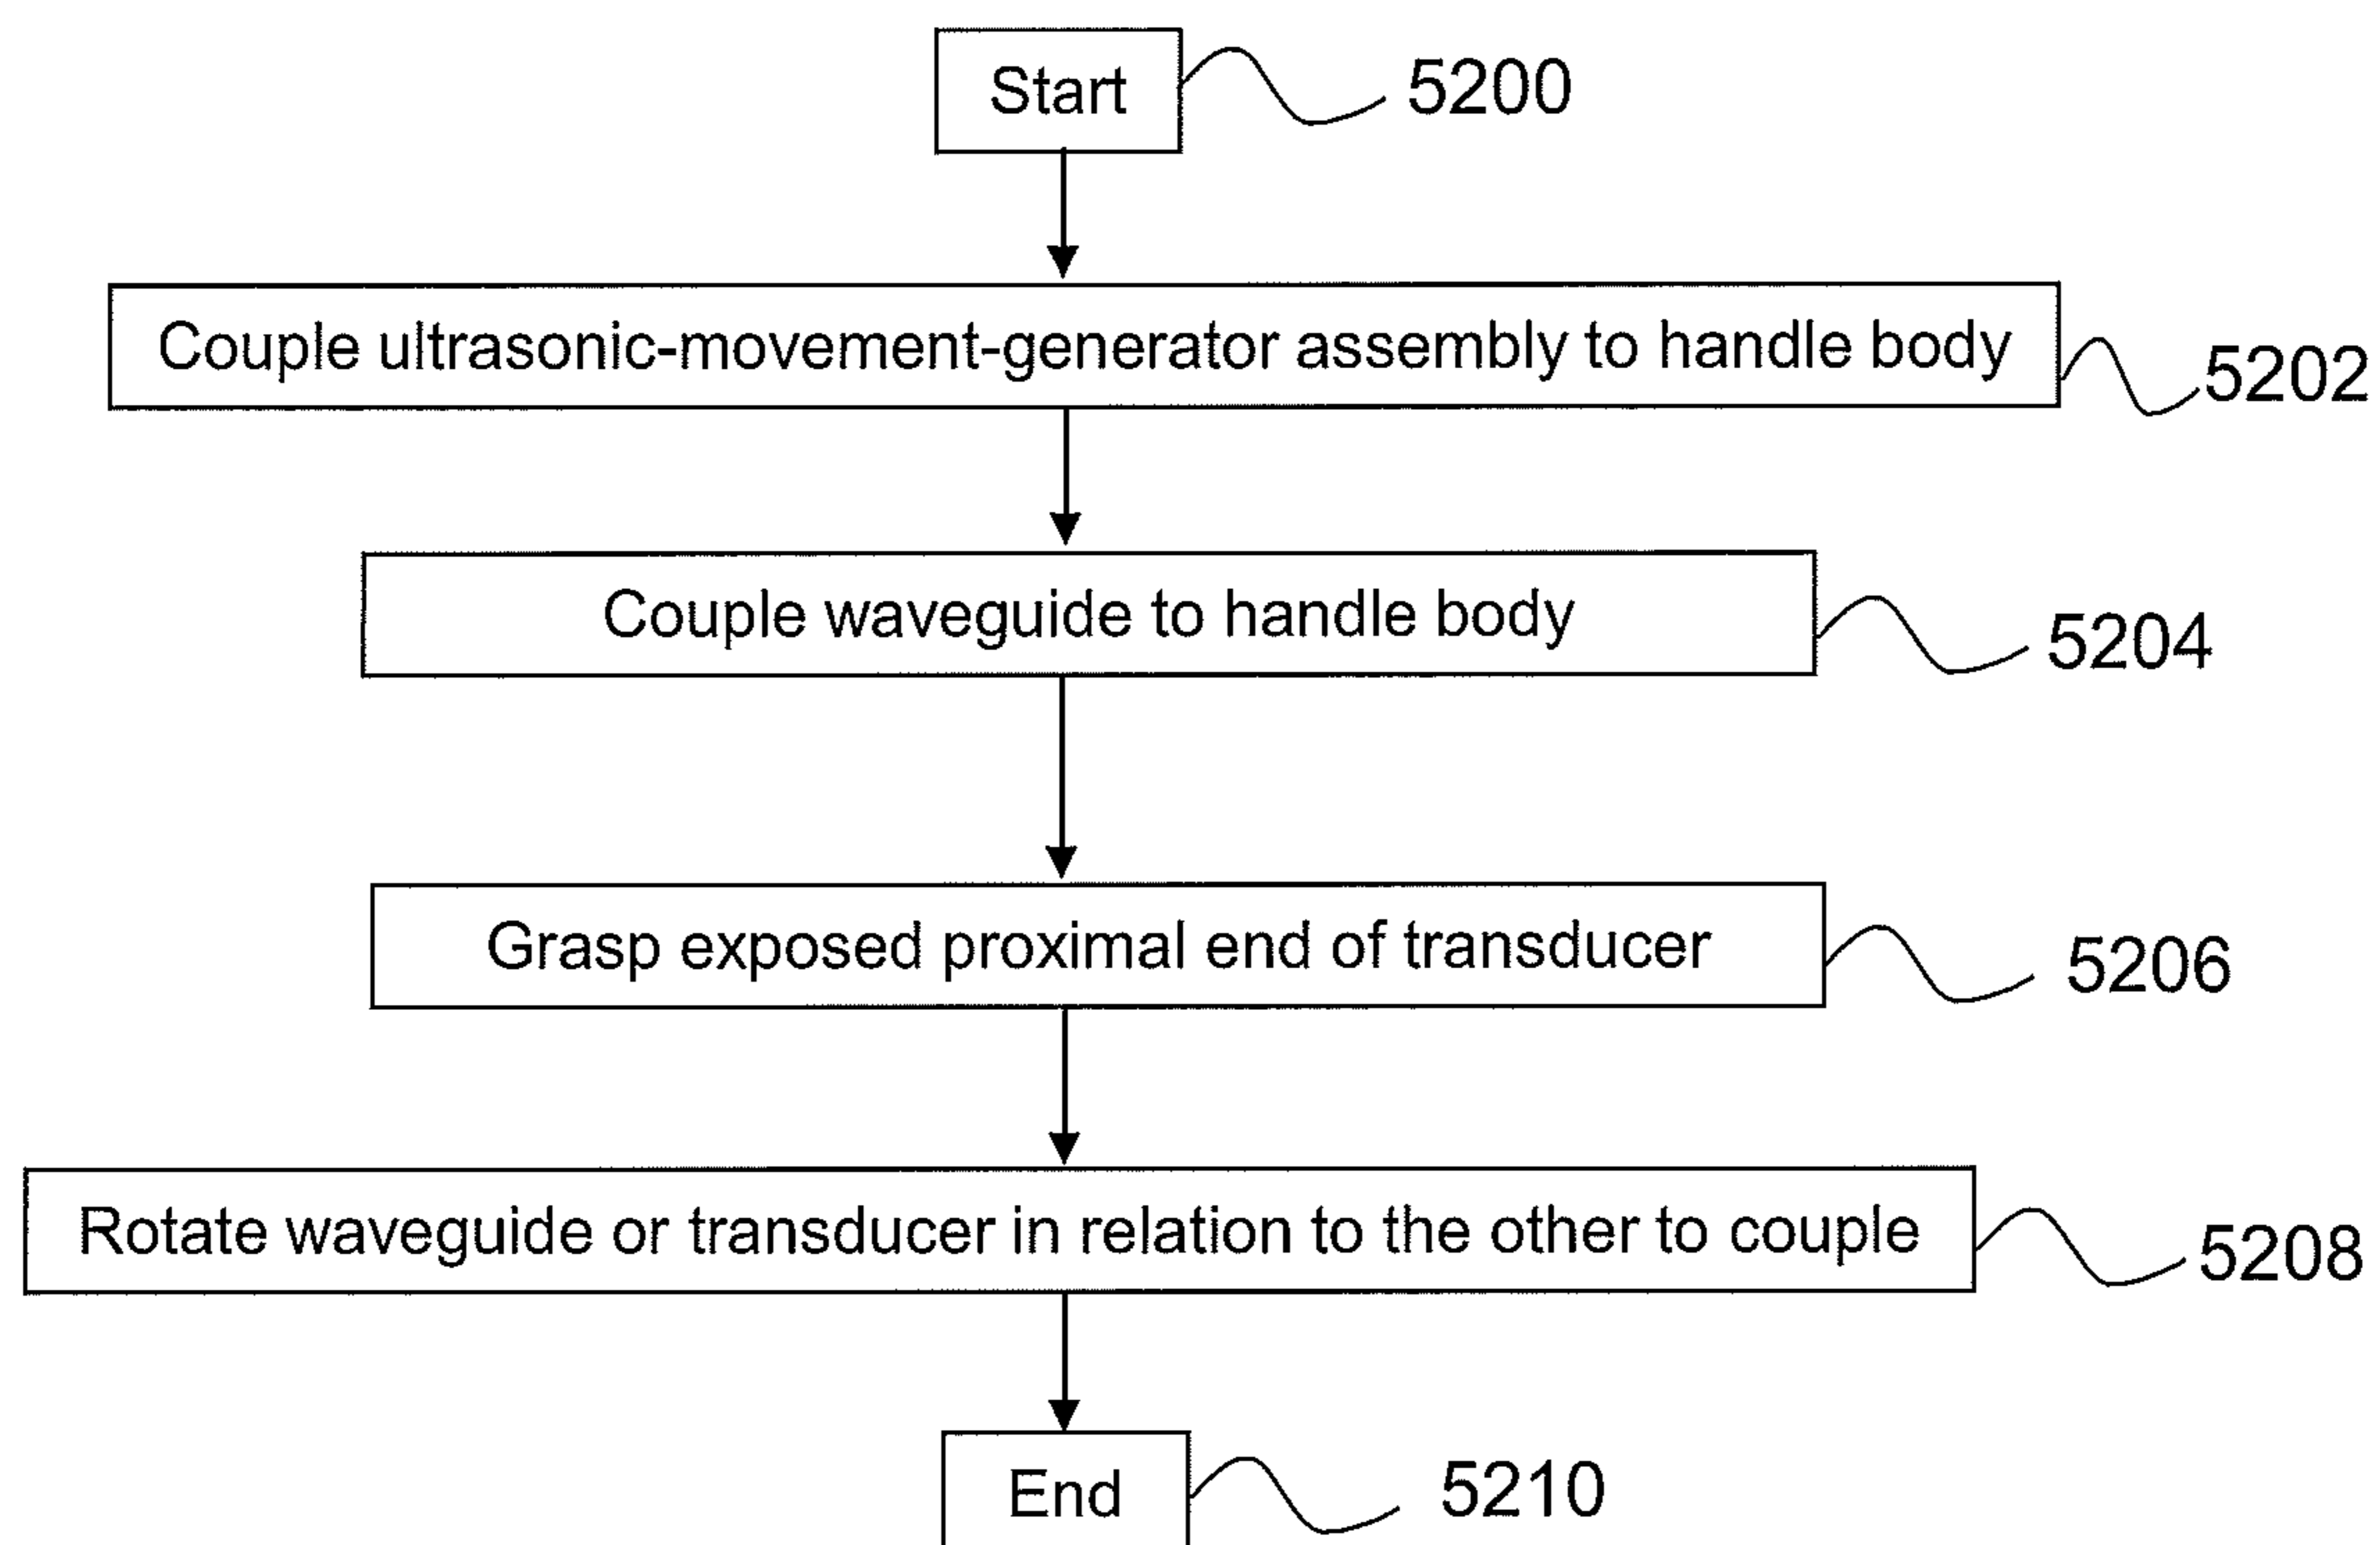 Start
5200
Couple ultrasonic-movement-generator assembly to handle body
5202
Couple waveguide to handle body
5204
Grasp exposed proximal end of transducer
5206
Rotate waveguide or transducer in relation to the other to couple
5208
End
5210